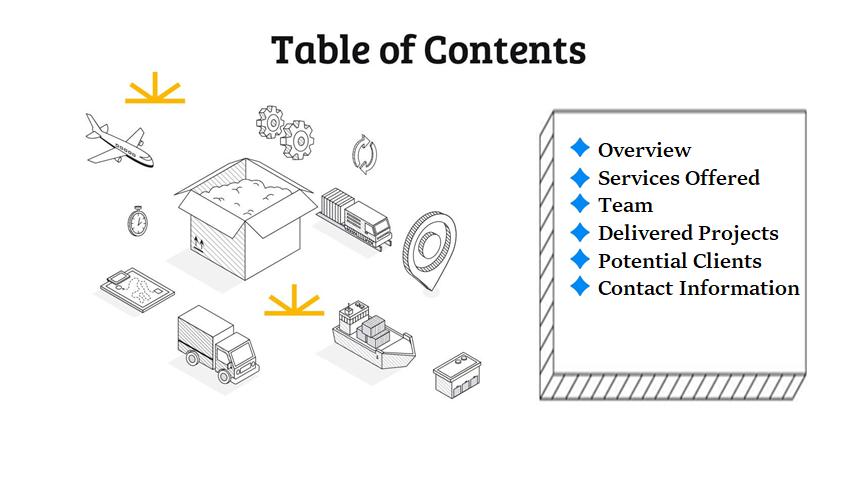 Table of Contents
Overview
Services Offered
Team
Delivered Projects
Potential Clients
Contact Information